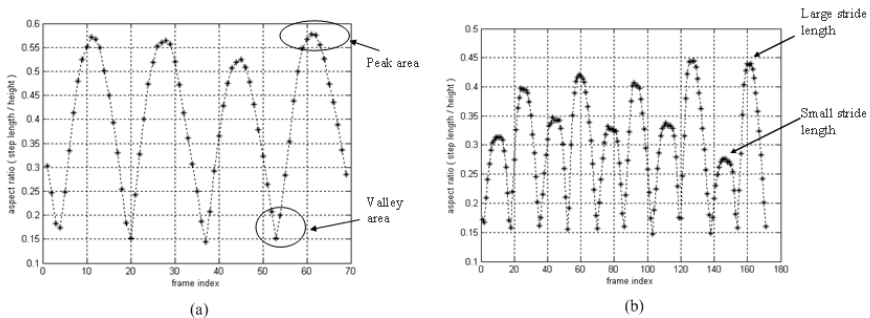 0.6
0.55
0.5
0.45
0.4
0.35
0.3
0.25
0.2
0.15
0.1
aspect ratio ( step length / height )
0 10 20 30 40 50 60 70
frame index
Peak area
Valley
area
(a)
0.5
0.45
0.4
0.35
0.3
0.25
0.2
0.15
0.1
aspect ratio ( step length / height )
0 20 40 60 80 100 120 140 160 180
frame index
Large stride
length
Small stride
length
(b)